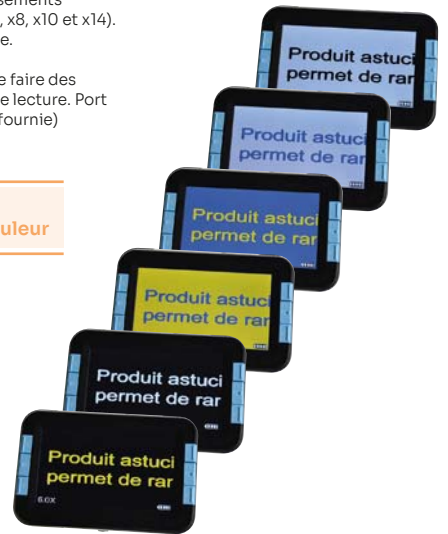 , x8, x10 et x14).
e.
e faire des
e lecture. Port
fournie)
uleur
Produit astuci
permet de rar
Produit astuci
permet de rar
Produit astuci
permet de rar
Produit astuci
permet de rar
Produit astuci
permet de rar
Produit astuci
permet de rar
6.0X